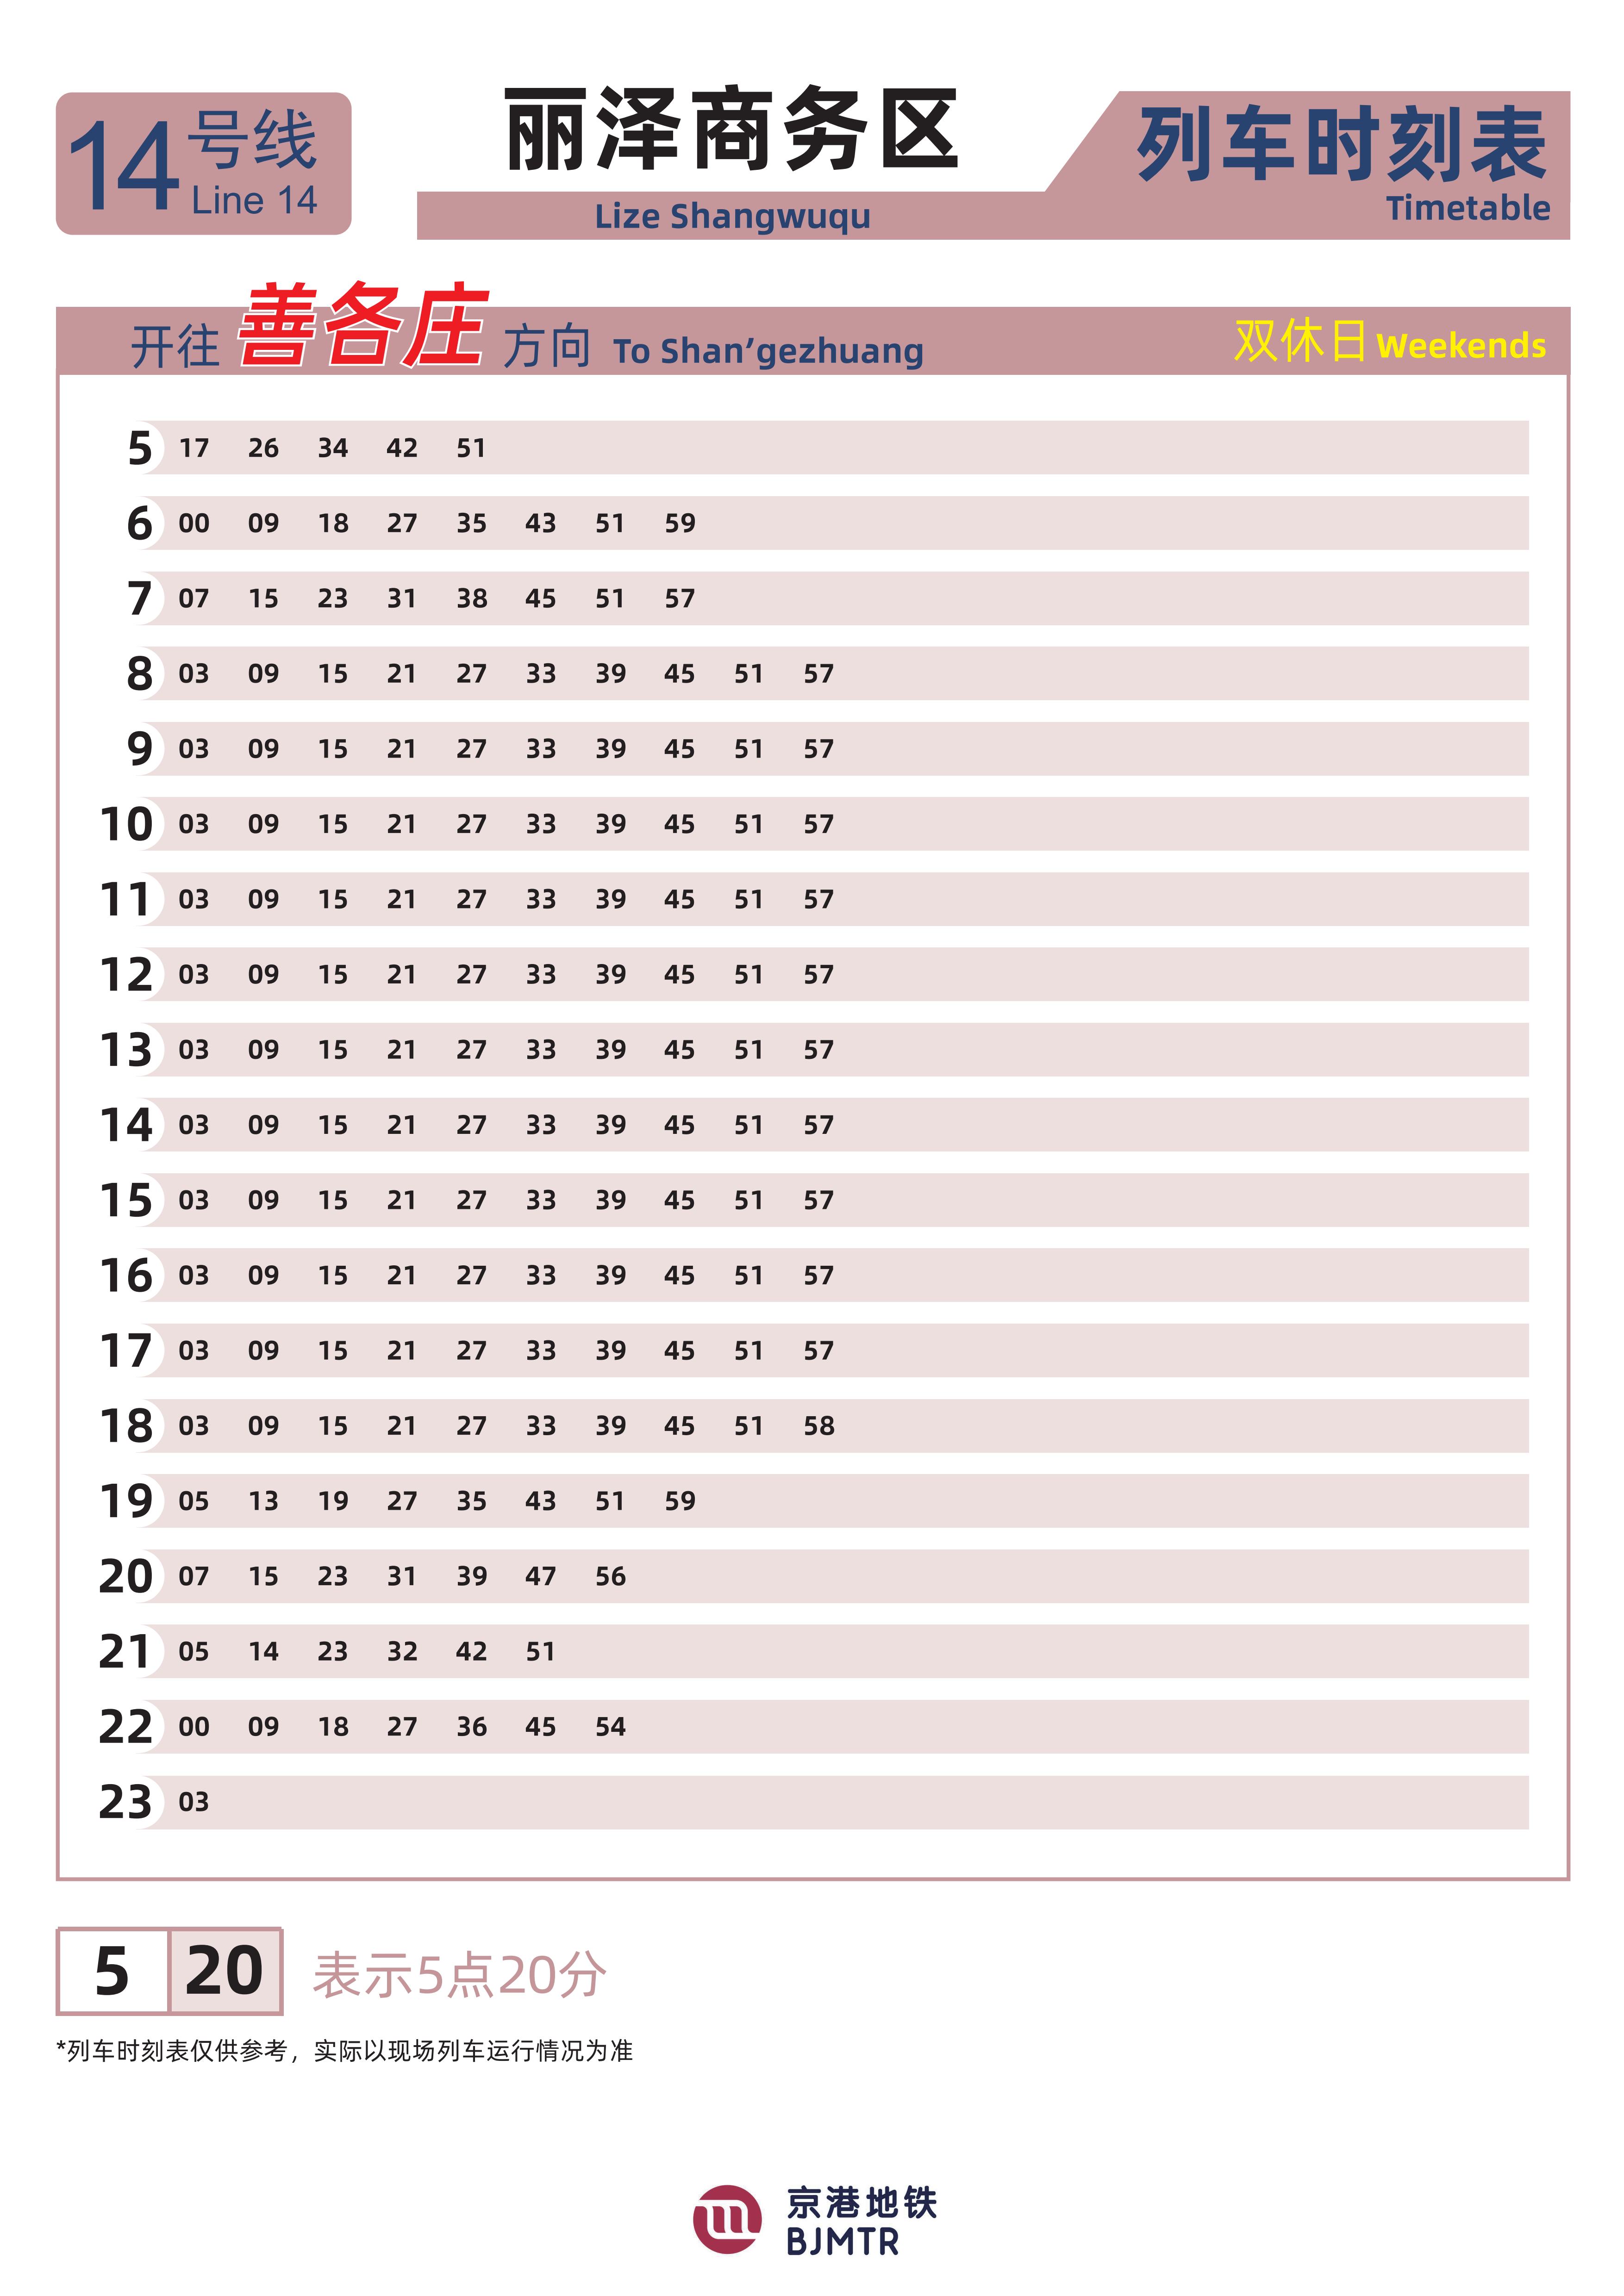 14号线
Line 14
丽泽商务区
Lize Shangwuqu
列车时刻表
Timetable
开往 善各庄 方向 To Shan’gezhuang 双休日 Weekends
5 17 26 34 42 51
6 00 09 18 27 35 43 51 59
7 07 15 23 31 38 45 51 57
8 03 09 15 21 27 33 39 45 51 57
9 03 09 15 21 27 33 39 45 51 57
10 03 09 15 21 27 33 39 45 51 57
11 03 09 15 21 27 33 39 45 51 57
12 03 09 15 21 27 33 39 45 51 57
13 03 09 15 21 27 33 39 45 51 57
14 03 09 15 21 27 33 39 45 51 57
15 03 09 15 21 27 33 39 45 51 57
16 03 09 15 21 27 33 39 45 51 57
17 03 09 15 21 27 33 39 45 51 57
18 03 09 15 21 27 33 39 45 51 58
19 05 13 19 27 35 43 51 59
20 07 15 23 31 39 47 56
21 05 14 23 32 42 51
22 00 09 18 27 36 45 54
23 03
5 20 表示5点20分
*列车时刻表仅供参考，实际以现场列车运行情况为准
京港地铁
BJMTR